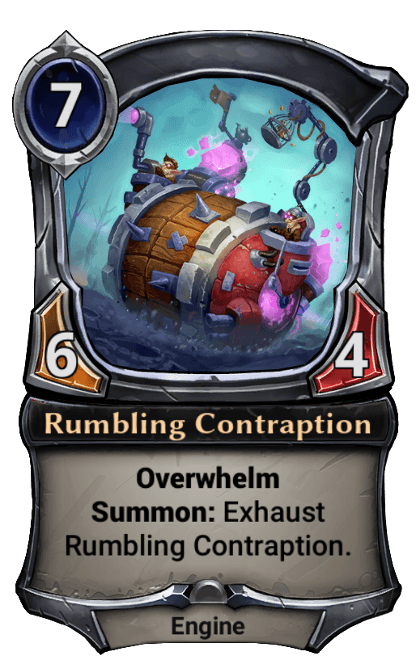 7
6
4
Rumbling Contraption
Overwhelm
Summon: Exhaust
Rumbling Contraption.
Engine